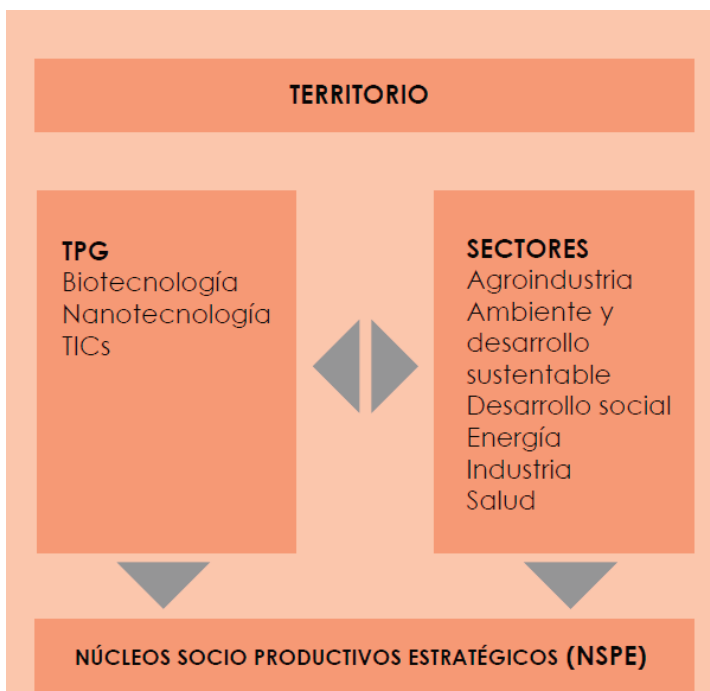 TERRITORIO
TPG
Biotecnología
Nanotecnología
TICs
SECTORES
Agroindustria
Ambiente y
desarrollo
sustentable
Desarrollo social
Energía
Industria
Salud
NÚCLEOS SOCIO PRODUCTIVOS ESTRATÉGICOS (NSPE)